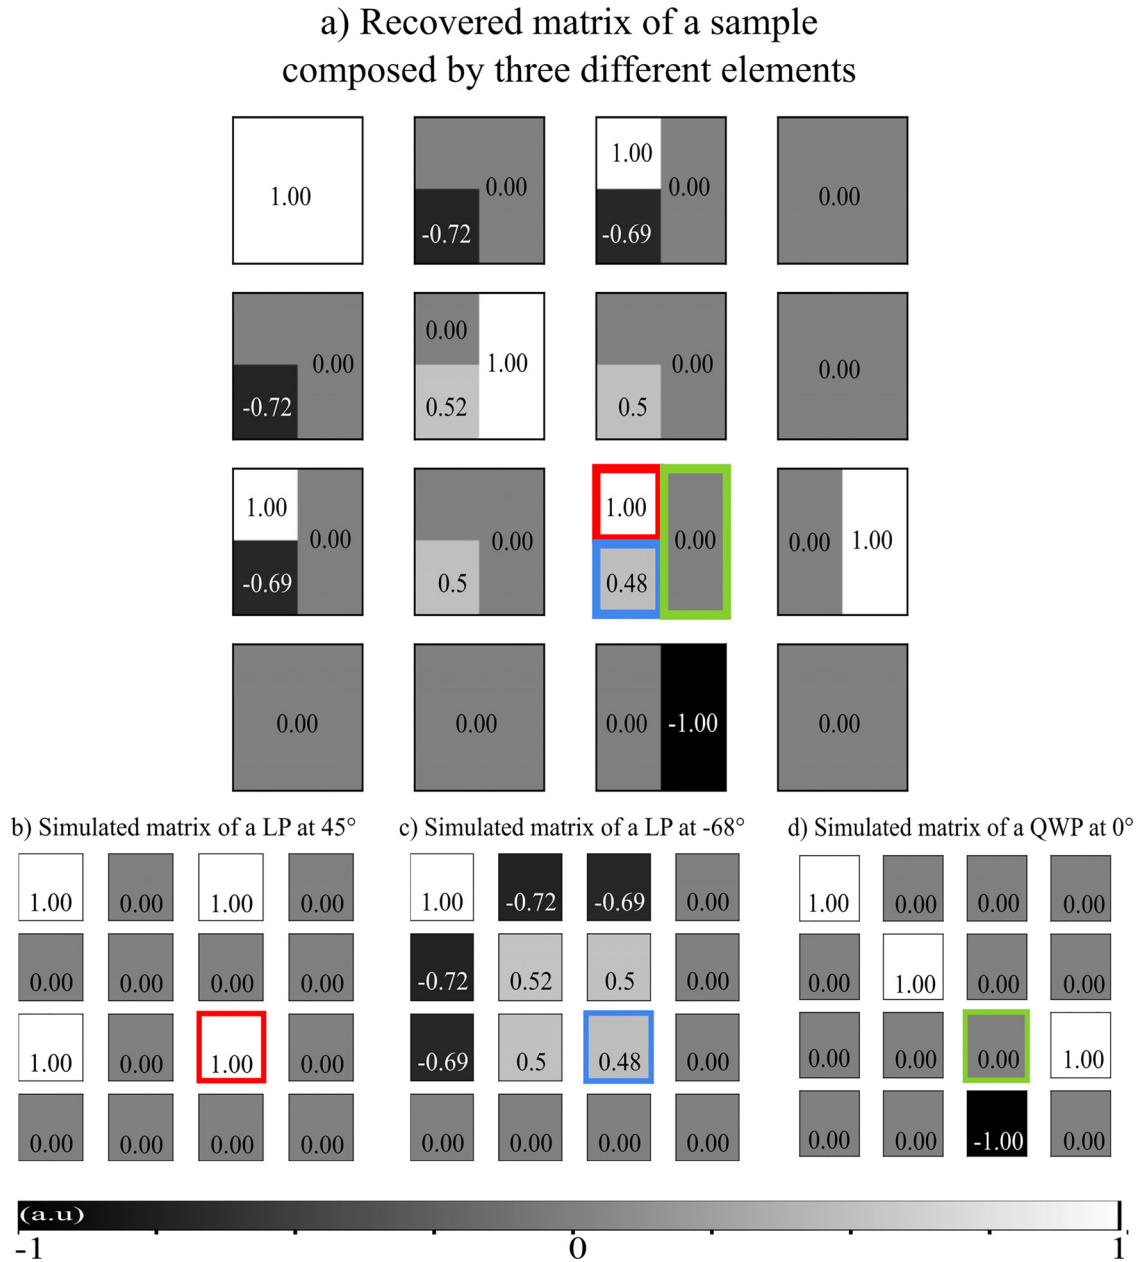 a) Recovered matrix of a sample
composed by three different elements
1.00
0.00
-0.72
1.00
0.00
-0.69
0.00
0.00
-0.72
0.00
1.00
0.52
0.00
0.5
0.00
1.00
0.00
-0.69
0.00
0.5
1.00
0.00
0.48
0.00 1.00
0.00
0.00
0.00 -1.00
0.00
b) Simulated matrix of a LP at 45°
1.00 0.00 1.00 0.00
0.00 0.00 0.00 0.00
1.00 0.00 1.00 0.00
0.00 0.00 0.00 0.00
c) Simulated matrix of a LP at -68°
1.00 -0.72 -0.69 0.00
-0.72 0.52 0.5 0.00
-0.69 0.5 0.48 0.00
0.00 0.00 0.00 0.00
d) Simulated matrix of a QWP at 0°
1.00 0.00 0.00 0.00
0.00 1.00 0.00 0.00
0.00 0.00 0.00 1.00
0.00 0.00 -1.00 0.00
(a.u)
-1 0 1